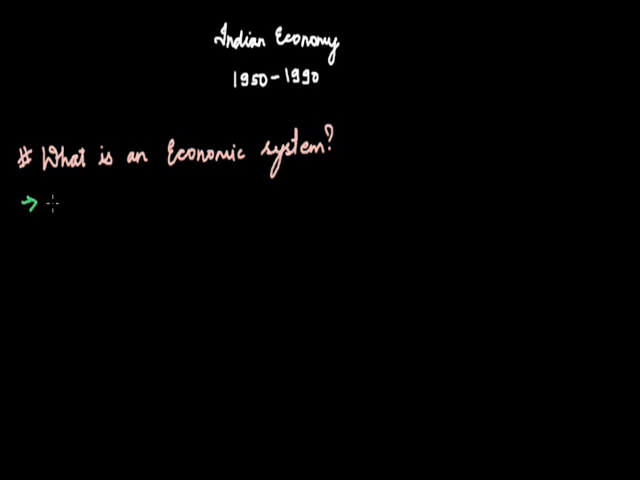 Indian Economy
1950-1990
# What is an Economic system?
→